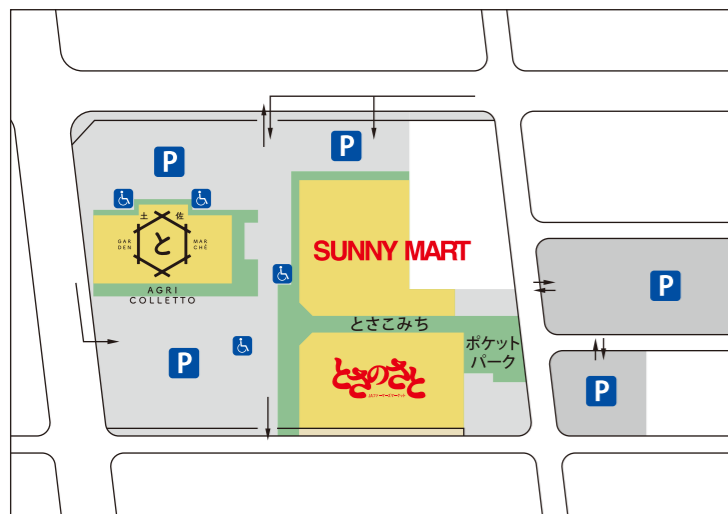 P
P
土 佐
GAR
DEN
と
MAR
CHÉ
AGRI
COLLETTO
SUNNY MART
P
とさこみち
ポケット
パーク
P
とさのさと
P